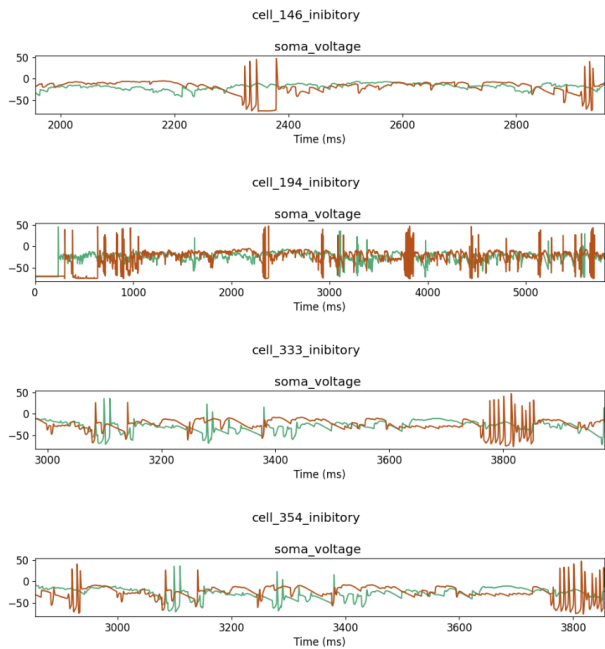 cell_146_inibitory
soma_voltage
50
0
−50
2000 2200 2400 2600 2800
Time (ms)
cell_194_inibitory
soma_voltage
50
0
−50
0 1000 2000 3000 4000 5000
Time (ms)
cell_333_inibitory
soma_voltage
50
0
−50
3000 3200 3400 3600 3800
Time (ms)
cell_354_inibitory
soma_voltage
50
0
−50
3000 3200 3400 3600 3800
Time (ms)